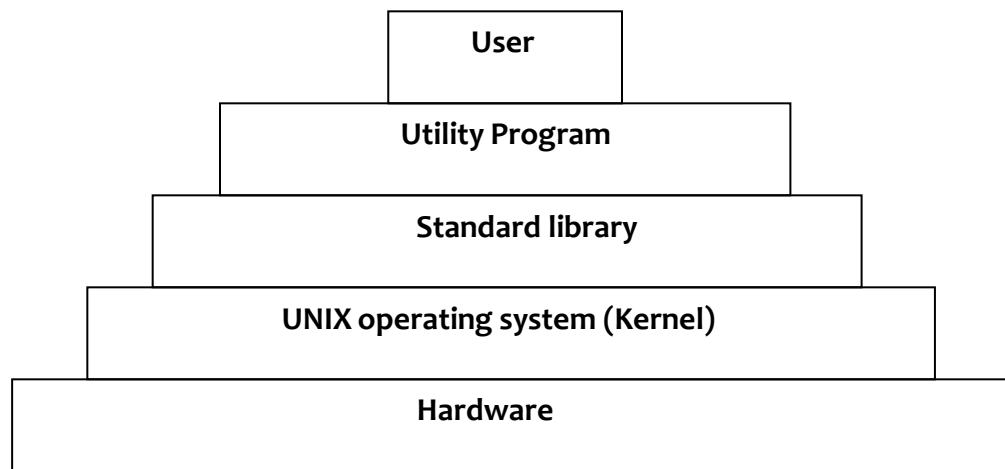 User
Utility Program
Standard library
UNIX operating system (Kernel)
Hardware